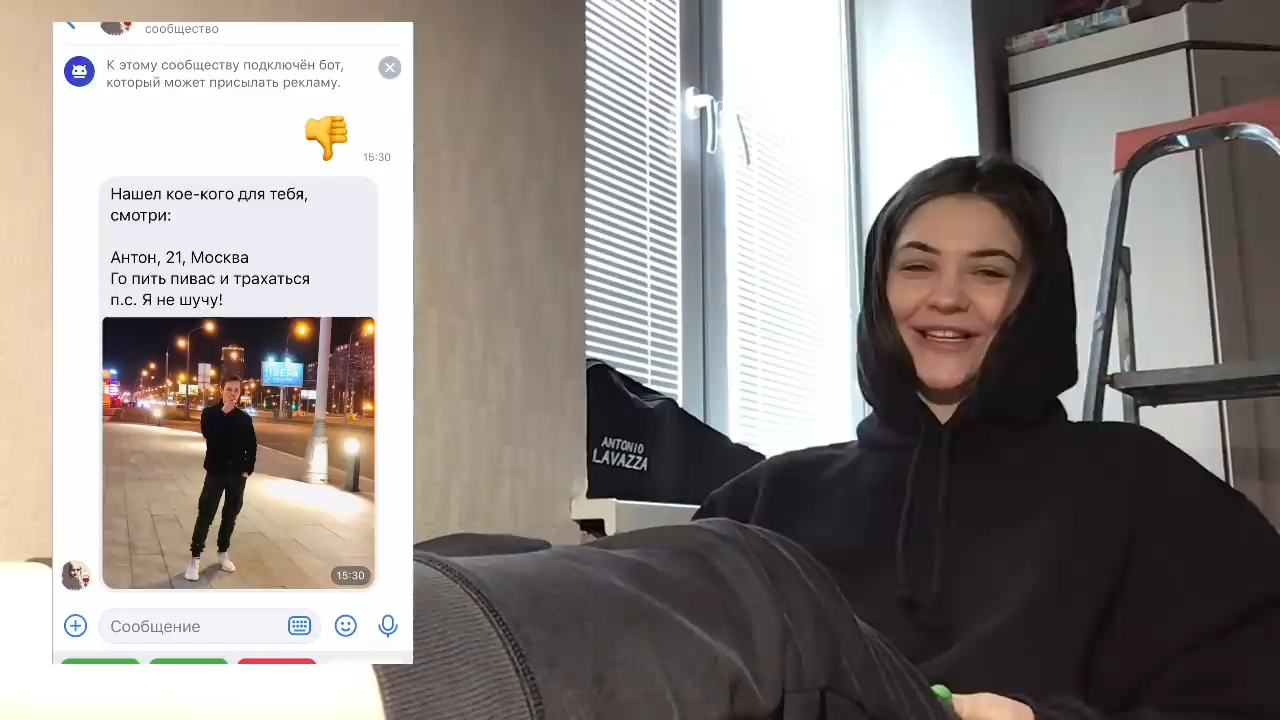 сообщество
К этому сообществу подключён бот,
который может присылать рекламу.
15:30
Нашел кое-кого для тебя,
смотри:
Антон, 21, Москва
Го пить пивас и трахаться
п.с. Я не шучу!
15:30
Сообщение
ANTONIO
LAVAZZA